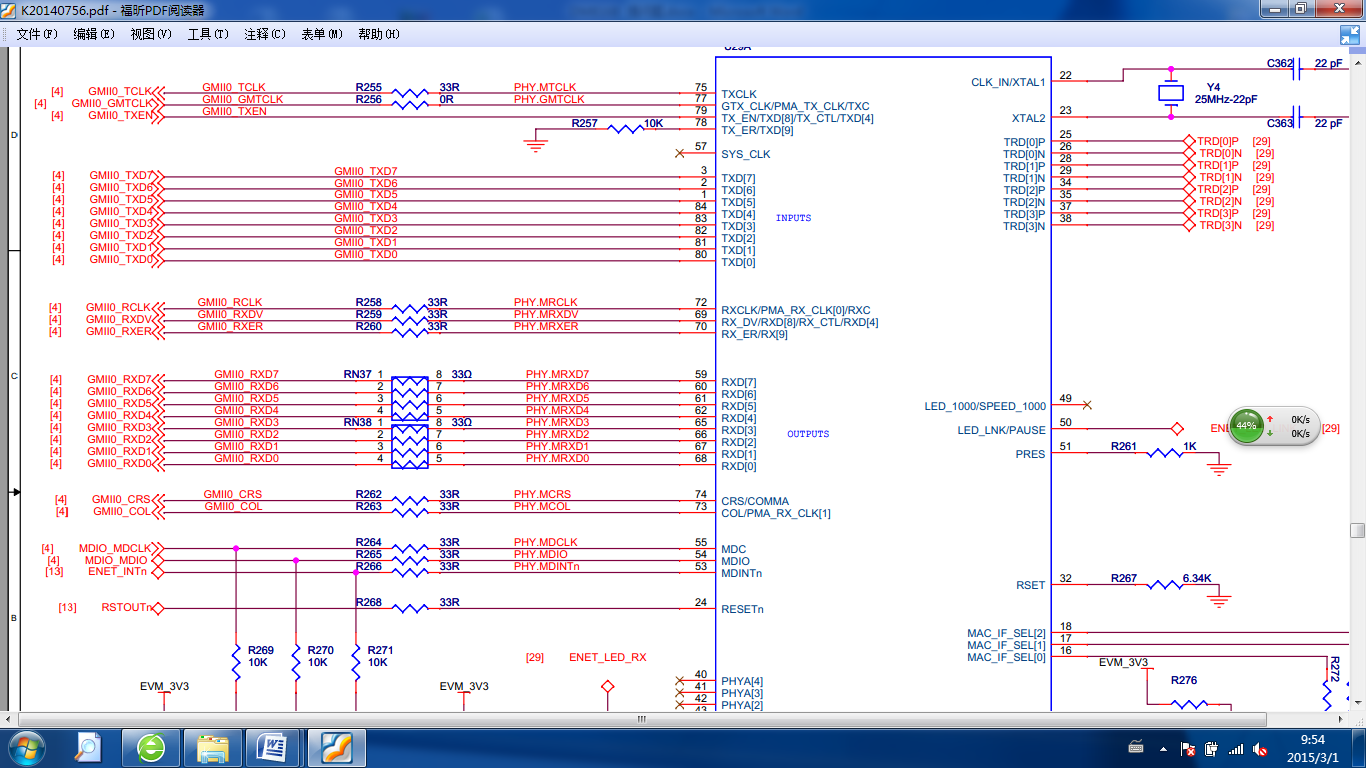 K20140756.pdf - 福昕PDF阅读器
文件(F) 编辑(E) 视图(V) 工具(T) 注释(C) 表单(M) 帮助(H)
U29A
[4] GMII0_TCLK GMII0_TCLK R255 33R PHY.MTCLK 75 TXCLK
[4] GMII0_GMTCLK GMII0_GMTCLK R256 0R PHY.GMTCLK 77 GTX_CLK/PMA_TX_CLK/TXC
[4] GMII0_TXEN GMII0_TXEN 79 TX_EN/TXD[8]/TX_CTL/TXD[4]
R257 10K 78 TX_ER/TXD[9]
57 SYS_CLK
[4] GMII0_TXD7 GMII0_TXD7 3 TXD[7]
[4] GMII0_TXD6 GMII0_TXD6 2 TXD[6]
[4] GMII0_TXD5 GMII0_TXD5 1 TXD[5]
[4] GMII0_TXD4 GMII0_TXD4 84 TXD[4]
[4] GMII0_TXD3 GMII0_TXD3 83 TXD[3]
[4] GMII0_TXD2 GMII0_TXD2 82 TXD[2]
[4] GMII0_TXD1 GMII0_TXD1 81 TXD[1]
[4] GMII0_TXD0 GMII0_TXD0 80 TXD[0]
INPUTS
[4] GMII0_RCLK GMII0_RCLK R258 33R PHY.MRCLK 72 RXCLK/PMA_RX_CLK[0]/RXC
[4] GMII0_RXDV GMII0_RXDV R259 33R PHY.MRXDV 69 RX_DV/RXD[8]/RX_CTL/RXD[4]
[4] GMII0_RXER GMII0_RXER R260 33R PHY.MRXER 70 RX_ER/RX[9]
[4] GMII0_RXD7 GMII0_RXD7 RN37 1 8 33Ω PHY.MRXD7 59 RXD[7]
[4] GMII0_RXD6 GMII0_RXD6 2 7 PHY.MRXD6 60 RXD[6]
[4] GMII0_RXD5 GMII0_RXD5 3 6 PHY.MRXD5 61 RXD[5]
[4] GMII0_RXD4 GMII0_RXD4 4 5 PHY.MRXD4 62 RXD[4]
[4] GMII0_RXD3 GMII0_RXD3 RN38 1 8 33Ω PHY.MRXD3 65 RXD[3]
[4] GMII0_RXD2 GMII0_RXD2 2 7 PHY.MRXD2 66 RXD[2]
[4] GMII0_RXD1 GMII0_RXD1 3 6 PHY.MRXD1 67 RXD[1]
[4] GMII0_RXD0 GMII0_RXD0 4 5 PHY.MRXD0 68 RXD[0]
OUTPUTS
[4] GMII0_CRS GMII0_CRS R262 33R PHY.MCRS 74 CRS/COMMA
[4] GMII0_COL GMII0_COL R263 33R PHY.MCOL 73 COL/PMA_RX_CLK[1]
[4] MDIO_MDCLK R264 33R PHY.MDCLK 55 MDC
[4] MDIO_MDIO R265 33R PHY.MDIO 54 MDIO
[13] ENET_INTn R266 33R PHY.MDINTn 53 MDINTn
[13] RSTOUTn R268 33R 24 RESETn
R269 10K
R270 10K
R271 10K
EVM_3V3
EVM_3V3
[29] ENET_LED_RX
40 PHYA[4]
41 PHYA[3]
42 PHYA[2]
43
CLK_IN/XTAL1 22 C362 22 pF
Y4
25MHz-22pF
XTAL2 23 C363 22 pF
TRD[0]P 25 TRD[0]P [29]
TRD[0]N 26 TRD[0]N [29]
TRD[1]P 28 TRD[1]P [29]
TRD[1]N 29 TRD[1]N [29]
TRD[2]P 34 TRD[2]P [29]
TRD[2]N 35 TRD[2]N [29]
TRD[3]P 37 TRD[3]P [29]
TRD[3]N 38 TRD[3]N [29]
LED_1000/SPEED_1000 49
LED_LNK/PAUSE 50 [29]
PRES 51 R261 1K
44% 0K/s
0K/s
RSET 32 R267 6.34K
MAC_IF_SEL[2] 18
MAC_IF_SEL[1] 17
MAC_IF_SEL[0] 16
EVM_3V3
R276
R272
D
C
B
9:54
2015/3/1